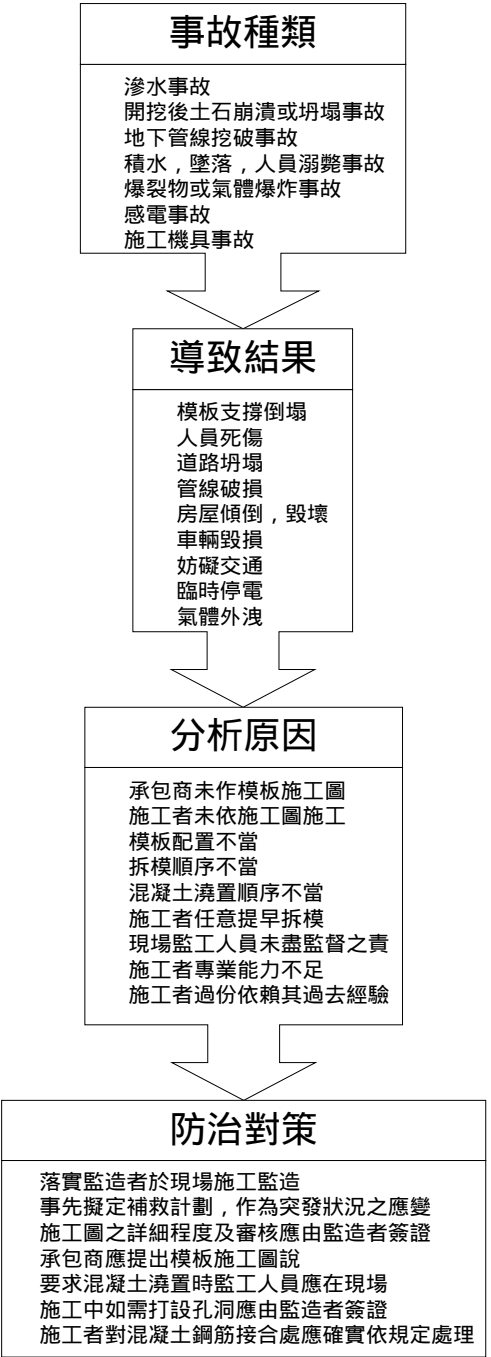 事故種類
滲水事故
開挖後土石崩潰或坍塌事故
地下管線挖破事故
積水，墜落，人員溺斃事故
爆裂物或氣體爆炸事故
感電事故
施工機具事故
導致結果
模板支撐倒塌
人員死傷
道路坍塌
管線破損
房屋傾倒，毀壞
車輛毀損
妨礙交通
臨時停電
氣體外洩
分析原因
承包商未作模板施工圖
施工者未依施工圖施工
模板配置不當
拆模順序不當
混凝土澆置順序不當
施工者任意提早拆模
現場監工人員未盡監督之責
施工者專業能力不足
施工者過份依賴其過去經驗
防治對策
落實監造者於現場施工監造
事先擬定補救計劃，作為突發狀況之應變
施工圖之詳細程度及審核應由監造者簽證
承包商應提出模板施工圖說
要求混凝土澆置時監工人員應在現場
施工中如需打設孔洞應由監造者簽證
施工者對混凝土鋼筋接合處應確實依規定處理